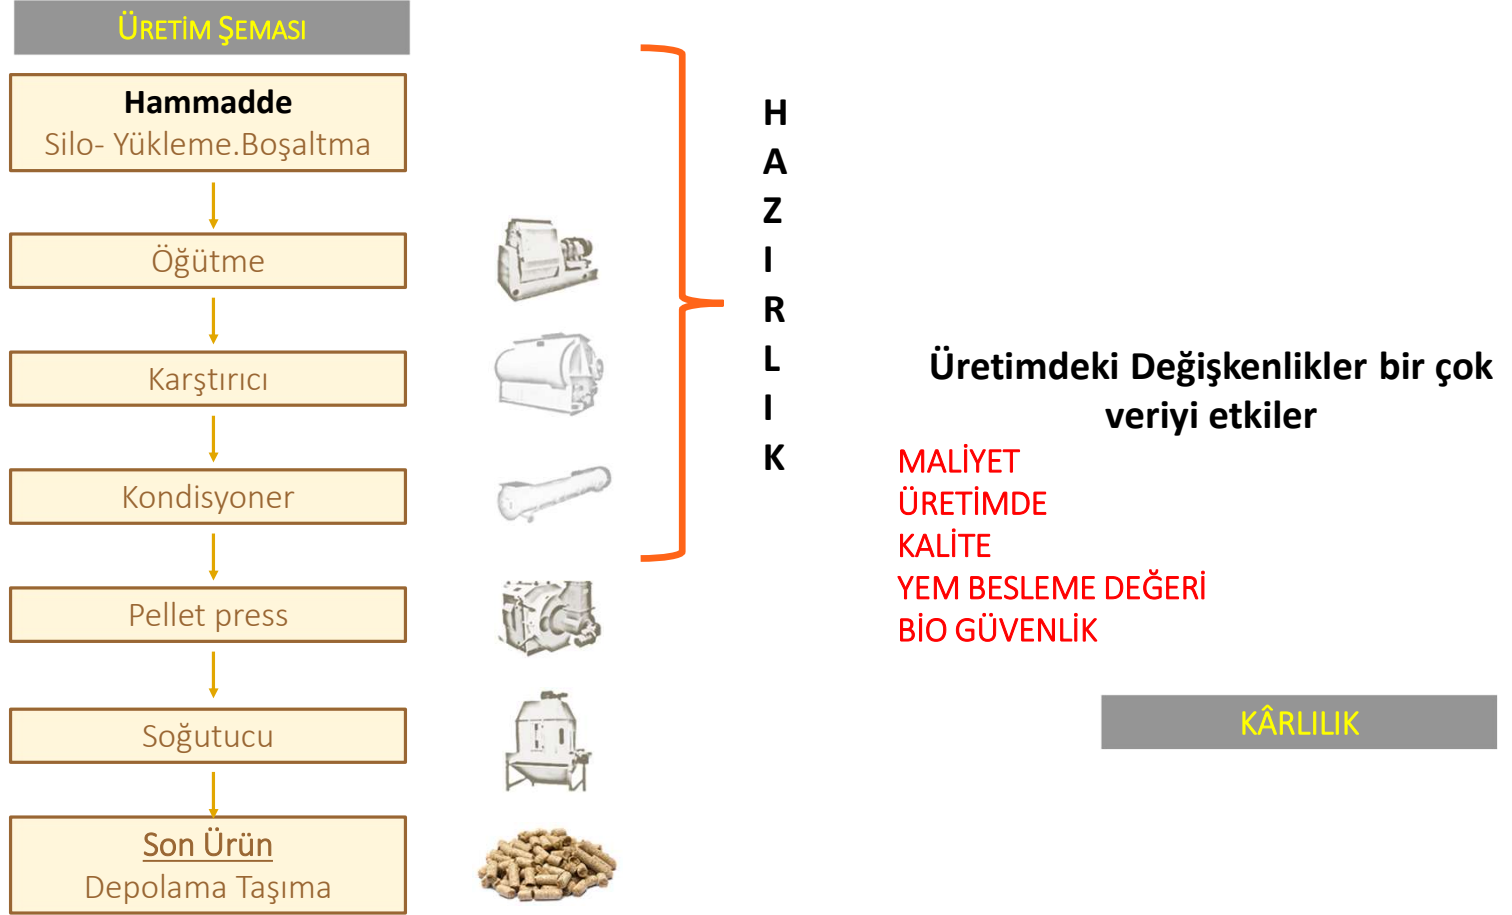 ÜRETİM ŞEMASI
Hammadde
Silo- Yükleme.Boşaltma
Öğütme
Karştırıcı
Kondisyoner
Pellet press
Soğutucu
Son Ürün
Depolama Taşıma
H
A
Z
I
R
L
I
K
Üretimdeki Değişkenlikler bir çok
veriyi etkiler
MALİYET
ÜRETİMDE
KALİTE
YEM BESLEME DEĞERİ
BİO GÜVENLİK
KÂRLILIK